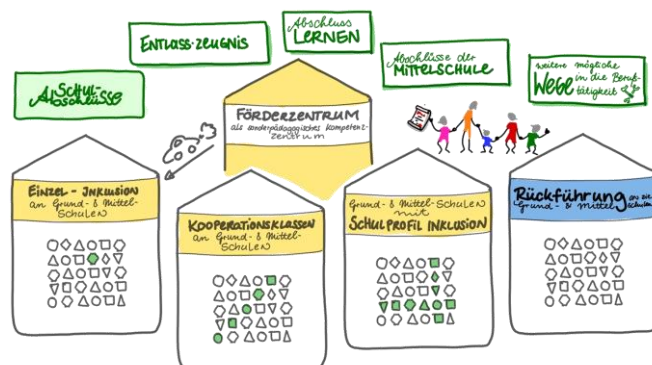 SCHUL-
ABSCHLÜSSE
ENTLASS-ZEUGNIS
Abschluss
LERNEN
Abschlüsse der
MITTELSCHULE
weitere mögliche
WEGE in die Beruf-
tätigkeit
FÖRDERZENTRUM
als sonderpädagogisches Kompetenz-
zentrum
EINZEL-INKLUSION
an Grund- & Mittel-
Schulen
KOOPERATIONSKLASSEN
an Grund- & Mittel-
Schulen
Grund- & Mittel-Schulen
mit
SCHULPROFIL INKLUSION
RÜCKFÜHRUNG an die
Grund- & Mittel-
schulen